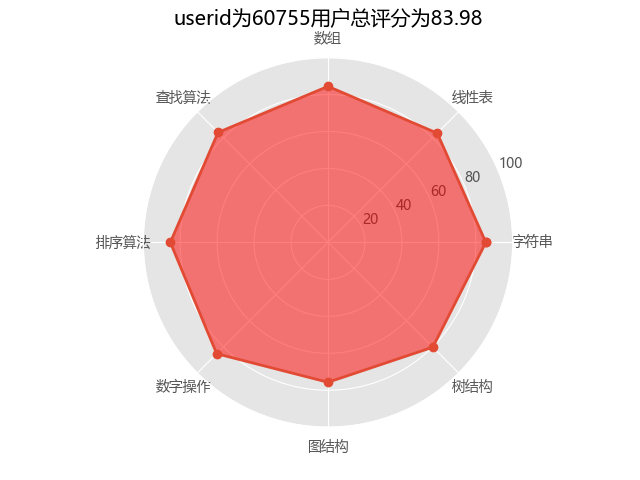 userid为60755用户总评分为83.98
数组
查找算法
线性表
100
80
60
40
20
排序算法
字符串
数字操作
树结构
图结构